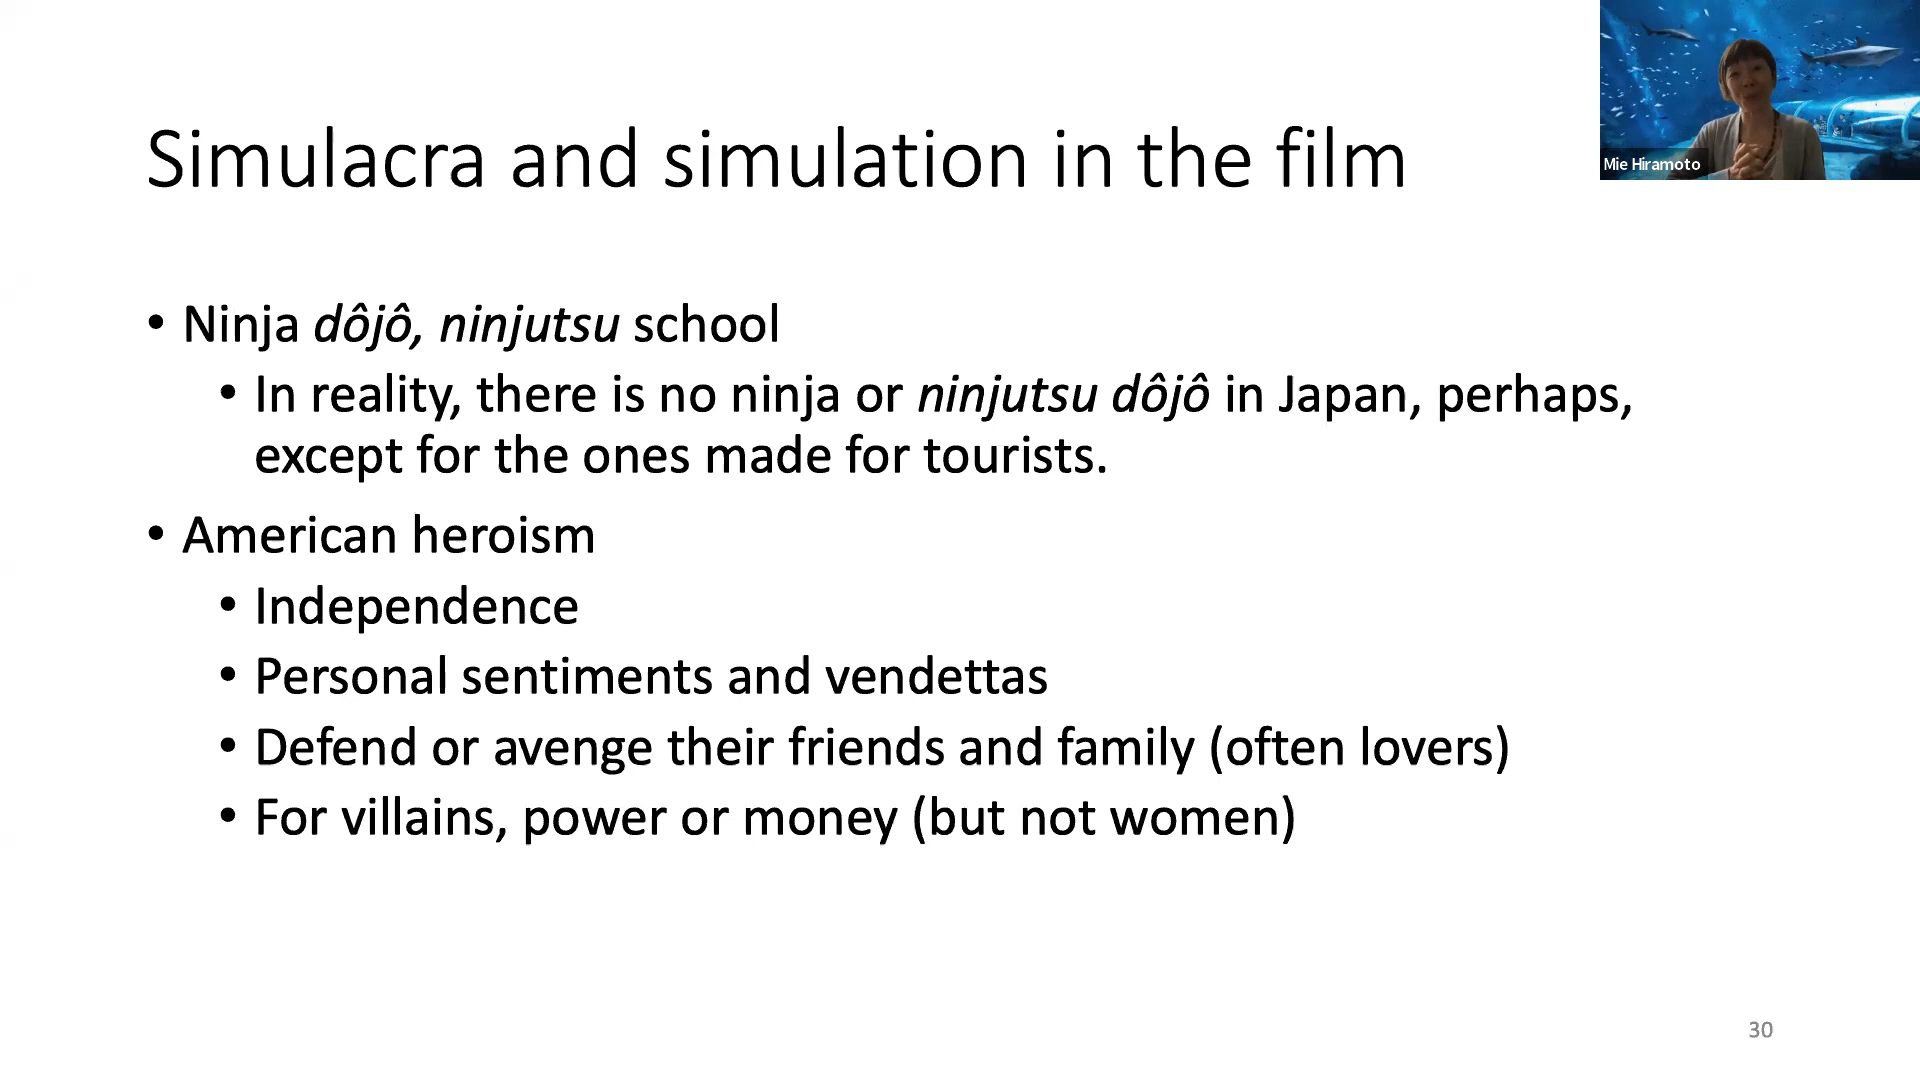 Simulacra and simulation in the film
Mie Hiramoto
• Ninja dôjô, ninjutsu school
• In reality, there is no ninja or ninjutsu dôjô in Japan, perhaps,
except for the ones made for tourists.
• American heroism
• Independence
• Personal sentiments and vendettas
• Defend or avenge their friends and family (often lovers)
• For villains, power or money (but not women)
30